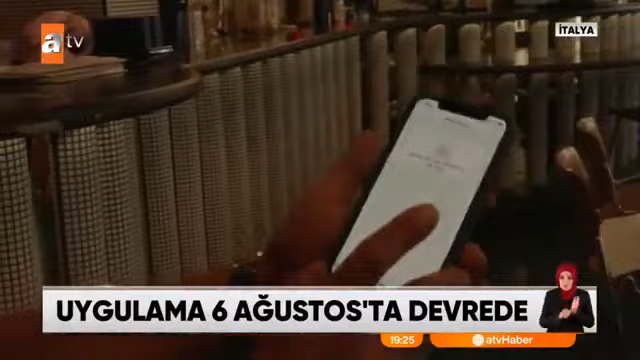 atv
İTALYA
UYGULAMA 6 AĞUSTOS'TA DEVREDE
19:25
@atvHaber